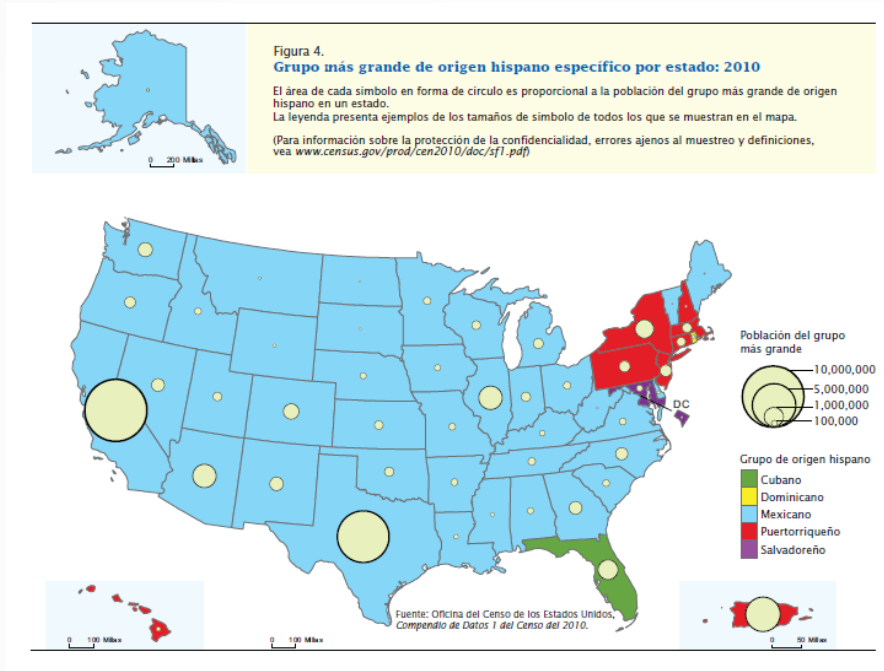 Figura 4.
Grupo más grande de origen hispano específico por estado: 2010
El área de cada símbolo en forma de círculo es proporcional a la población del grupo más grande de origen
hispano en un estado.
La leyenda presenta ejemplos de los tamaños de símbolo de todos los que se muestran en el mapa.
(Para información sobre la protección de la confidencialidad, errores ajenos al muestreo y definiciones,
vea www.census.gov/prod/cen2010/doc/sf1.pdf)
0 200 Millas
Población del grupo
más grande
10,000,000
5,000,000
1,000,000
100,000
DC
Grupo de origen hispano
Cubano
Dominicano
Mexicano
Puertorriqueño
Salvadoreño
Fuente: Oficina del Censo de los Estados Unidos,
Compendio de Datos 1 del Censo del 2010.
0 100 Millas
0 100 Millas
0 50 Millas